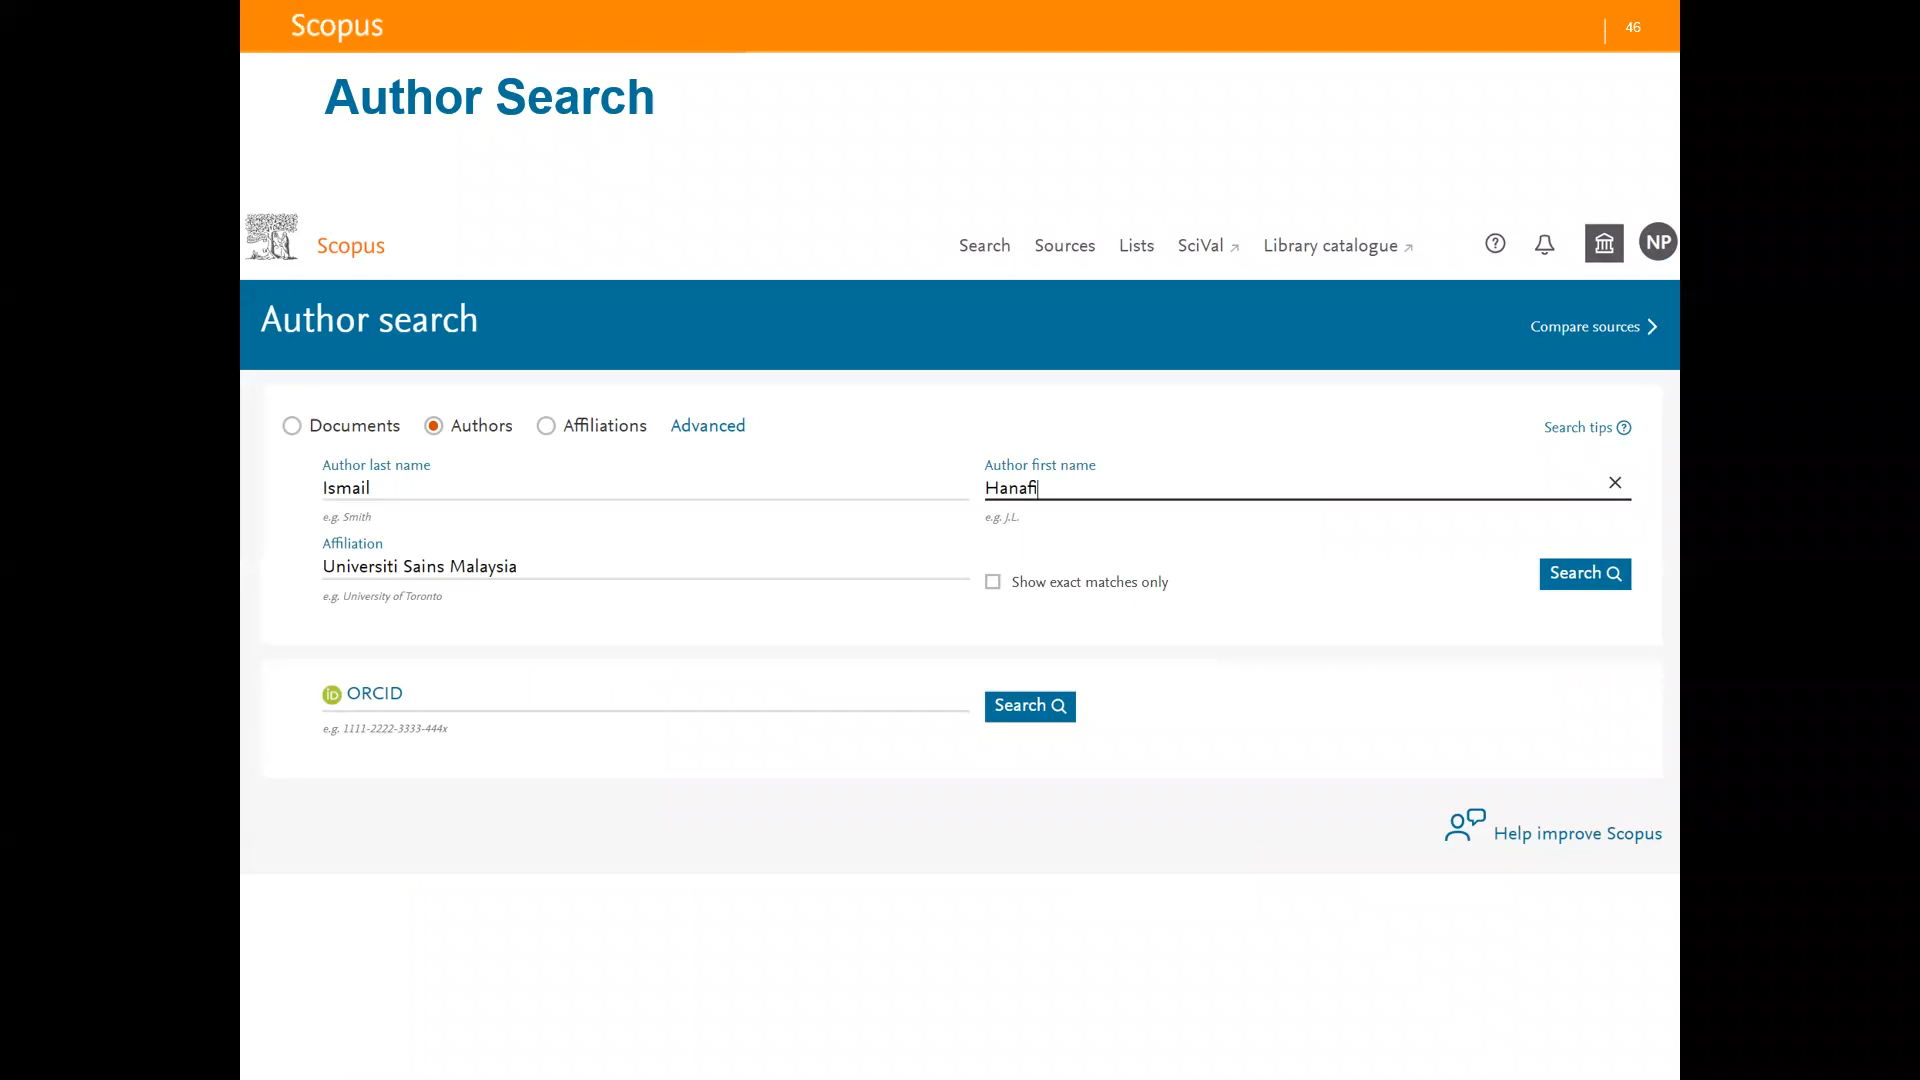 Scopus
46
Author Search
Scopus
Search Sources Lists SciVal Library catalogue
NP
Author search
Compare sources
Documents Authors Affiliations Advanced
Search tips
Author last name
Ismail
e.g. Smith
Author first name
Hanafi
e.g. J.L.
Affiliation
Universiti Sains Malaysia
e.g. University of Toronto
Show exact matches only
Search
iD ORCID
e.g. 1111-2222-3333-444x
Search
Help improve Scopus